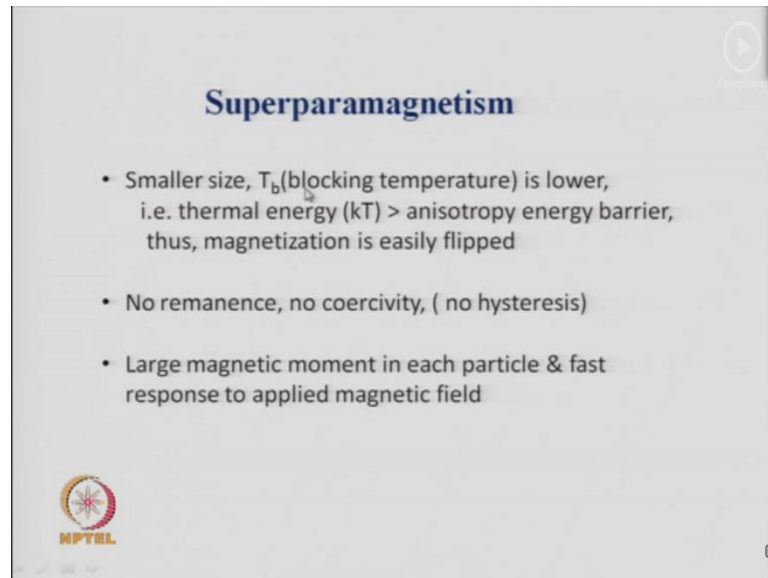 Superparamagnetism
• Smaller size, Tb(blocking temperature) is lower,
i.e. thermal energy (kT) > anisotropy energy barrier,
thus, magnetization is easily flipped
• No remanence, no coercivity, ( no hysteresis)
• Large magnetic moment in each particle & fast
response to applied magnetic field
NPTEL